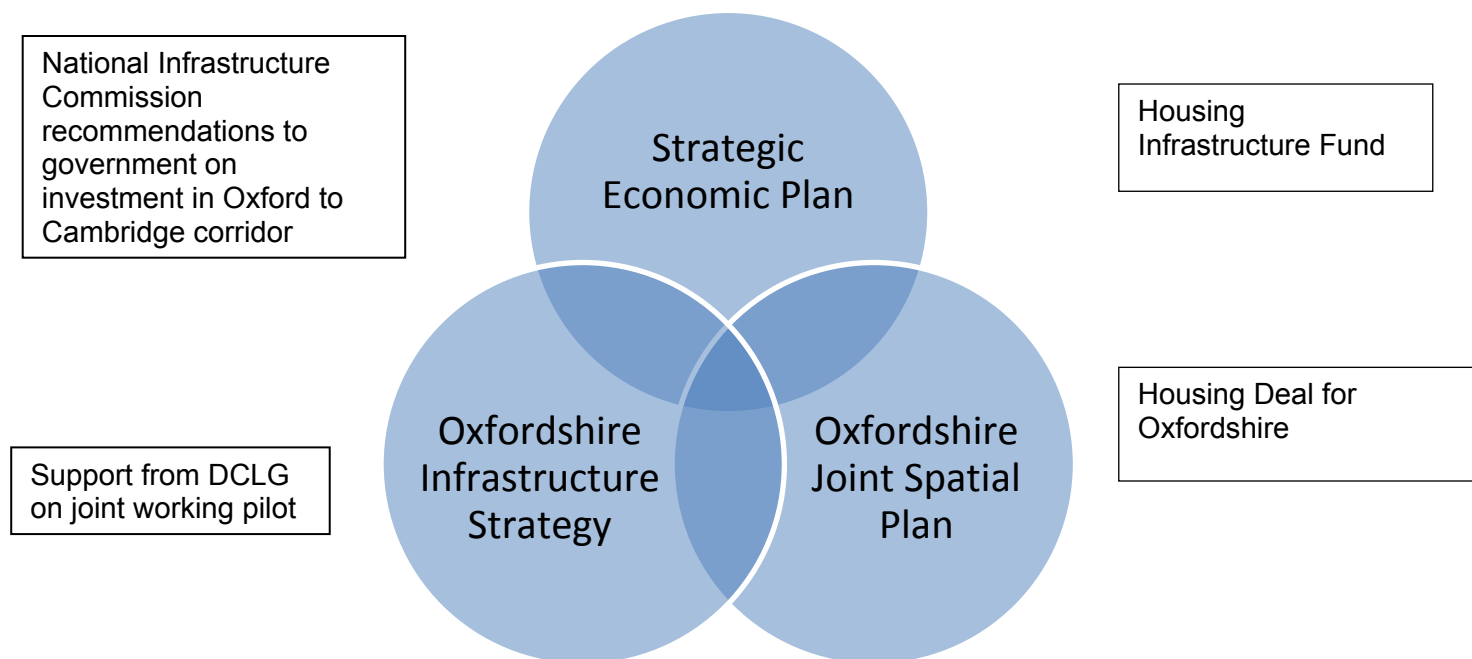 National Infrastructure
Commission
recommendations to
government on
investment in Oxford to
Cambridge corridor
Strategic
Economic Plan
Housing
Infrastructure Fund
Support from DCLG
on joint working pilot
Oxfordshire
Infrastructure
Strategy
Oxfordshire
Joint Spatial
Plan
Housing Deal for
Oxfordshire